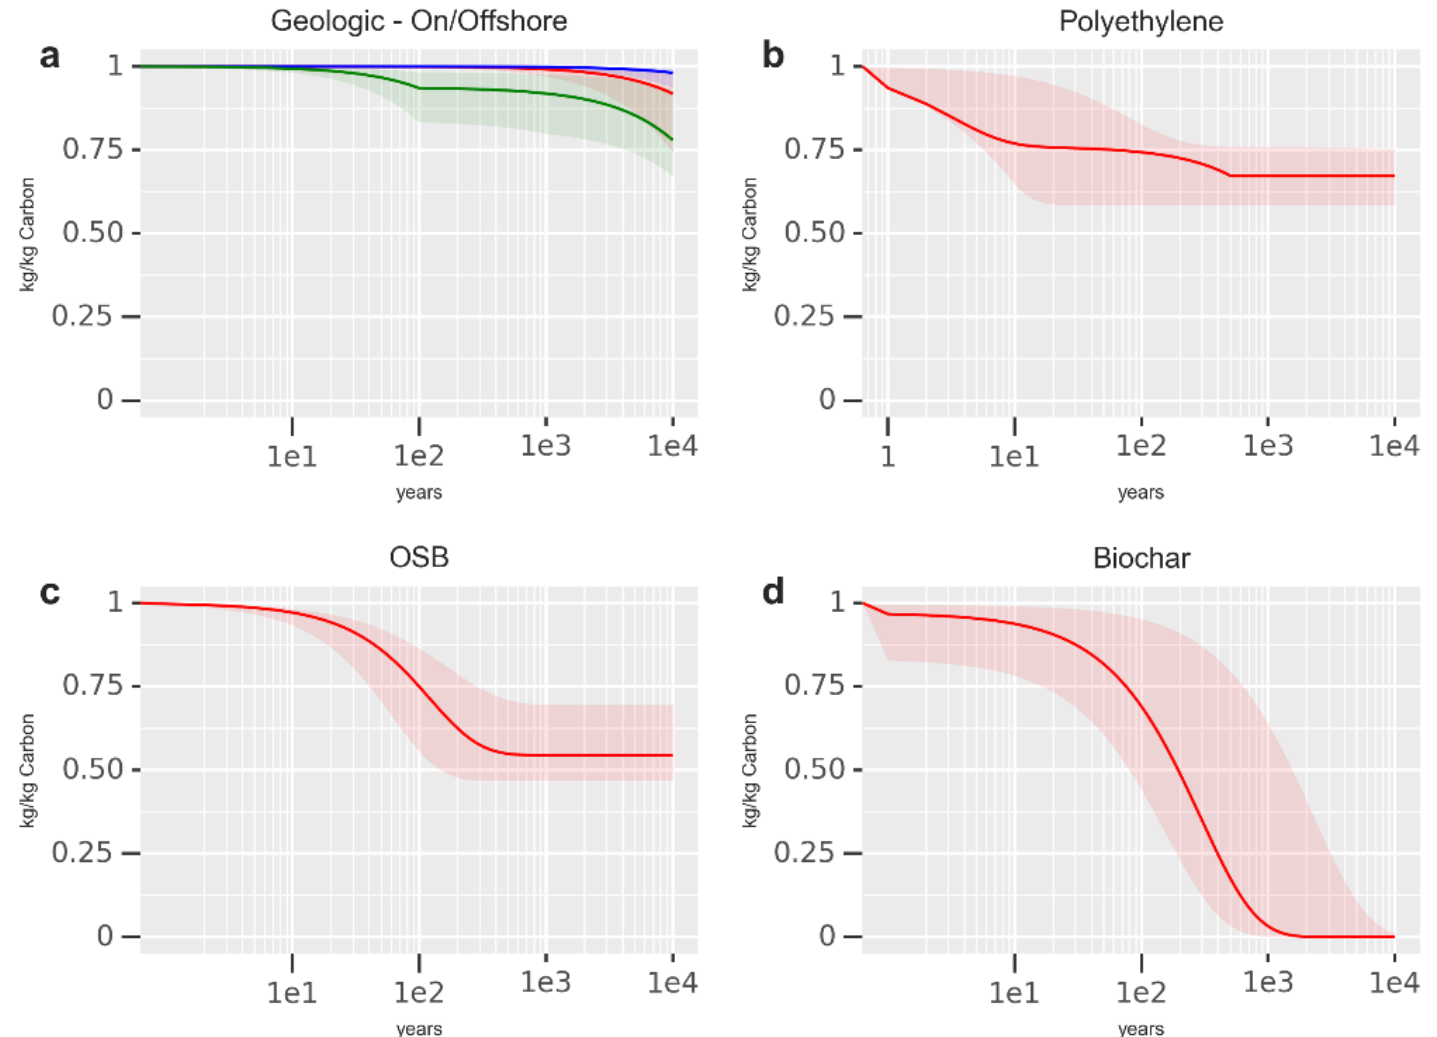 Geologic - On/Offshore
a
1
0.75
0.50
0.25
0
kg/kg Carbon
1e1 1e2 1e3 1e4
years
Polyethylene
b
1
0.75
0.50
0.25
0
kg/kg Carbon
1 1e1 1e2 1e3 1e4
years
OSB
c
1
0.75
0.50
0.25
0
kg/kg Carbon
1e1 1e2 1e3 1e4
years
Biochar
d
1
0.75
0.50
0.25
0
kg/kg Carbon
1e1 1e2 1e3 1e4
years